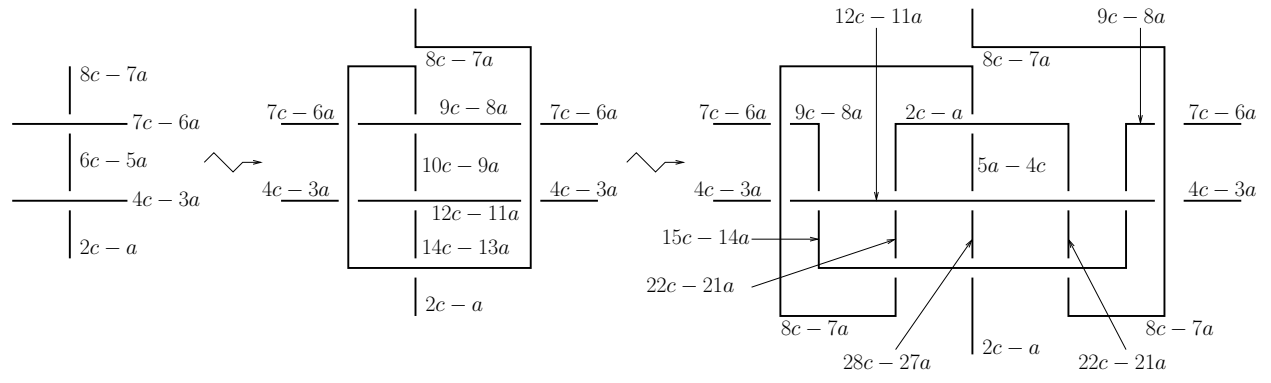 8c − 7a
7c − 6a
6c − 5a
4c − 3a
2c − a
8c − 7a
7c − 6a
9c − 8a
7c − 6a
10c − 9a
4c − 3a
4c − 3a
12c − 11a
14c − 13a
2c − a
12c − 11a
9c − 8a
8c − 7a
7c − 6a
9c − 8a
2c − a
7c − 6a
5a − 4c
4c − 3a
4c − 3a
15c − 14a
22c − 21a
8c − 7a
8c − 7a
2c − a
28c − 27a
22c − 21a